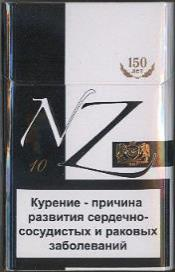 150
лет
NZ
10
Курение - причина
развития сердечно-
сосудистых и раковых
заболеваний